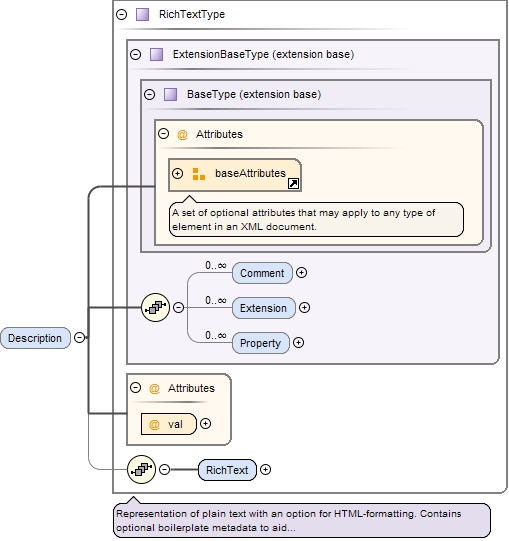 RichTextType
ExtensionBaseType (extension base)
BaseType (extension base)
@ Attributes
baseAttributes
A set of optional attributes that may apply to any type of
element in an XML document.
0..∞
Comment
0..∞
Extension
0..∞
Property
Description
@ Attributes
@ val
RichText
Representation of plain text with an option for HTML-formatting. Contains
optional boilerplate metadata to aid...